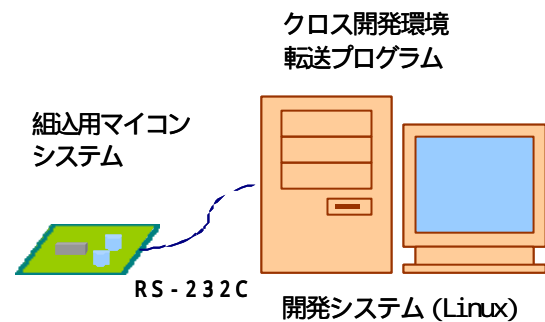 クロス開発環境
転送プログラム
組込用マイコン
システム
RS-232C
開発システム (Linux)